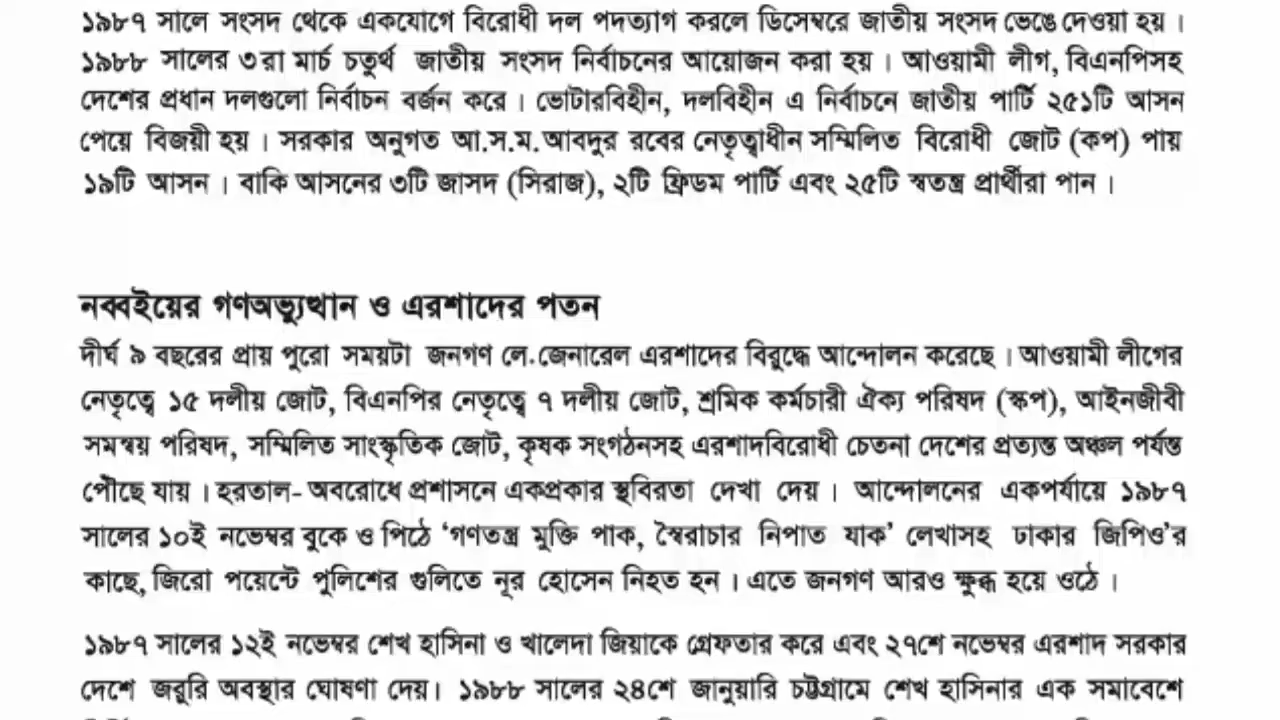 ১৯৮৭ সালে সংসদ থেকে একযোগে বিরোধী দল পদত্যাগ করলে ডিসেম্বরে জাতীয় সংসদ ভেঙে দেওয়া হয় ।
১৯৮৮ সালের ৩রা মার্চ চতুর্থ জাতীয় সংসদ নির্বাচনের আয়োজন করা হয় । আওয়ামী লীগ, বিএনপিসহ
দেশের প্রধান দলগুলো নির্বাচন বর্জন করে । ভোটারবিহীন, দলবিহীন এ নির্বাচনে জাতীয় পার্টি ২৫১টি আসন
পেয়ে বিজয়ী হয় । সরকার অনুগত আ.স.ম.আবদুর রবের নেতৃত্বাধীন সম্মিলিত বিরোধী জোট (কপ) পায়
১৯টি আসন । বাকি আসনের ৩টি জাসদ (সিরাজ), ২টি ফ্রিডম পার্টি এবং ২৫টি স্বতন্ত্র প্রার্থীরা পান ।
নব্বইয়ের গণঅভ্যুত্থান ও এরশাদের পতন
দীর্ঘ ৯ বছরের প্রায় পুরো সময়টা জনগণ লে.জেনারেল এরশাদের বিরুদ্ধে আন্দোলন করেছে । আওয়ামী লীগের
নেতৃত্বে ১৫ দলীয় জোট, বিএনপির নেতৃত্বে ৭ দলীয় জোট, শ্রমিক কর্মচারী ঐক্য পরিষদ (স্কপ), আইনজীবী
সমন্বয় পরিষদ, সম্মিলিত সাংস্কৃতিক জোট, কৃষক সংগঠনসহ এরশাদবিরোধী চেতনা দেশের প্রত্যন্ত অঞ্চল পর্যন্ত
পৌঁছে যায় । হরতাল- অবরোধে প্রশাসনে একপ্রকার স্থবিরতা দেখা দেয় । আন্দোলনের একপর্যায়ে ১৯৮৭
সালের ১০ই নভেম্বর বুকে ও পিঠে ‘গণতন্ত্র মুক্তি পাক, স্বৈরাচার নিপাত যাক’ লেখাসহ ঢাকার জিপিও’র
কাছে, জিরো পয়েন্টে পুলিশের গুলিতে নূর হোসেন নিহত হন । এতে জনগণ আরও ক্ষুব্ধ হয়ে ওঠে ।
১৯৮৭ সালের ১২ই নভেম্বর শেখ হাসিনা ও খালেদা জিয়াকে গ্রেফতার করে এবং ২৭শে নভেম্বর এরশাদ সরকার
দেশে জরুরি অবস্থার ঘোষণা দেয়। ১৯৮৮ সালের ২৪শে জানুয়ারি চট্টগ্রামে শেখ হাসিনার এক সমাবেশে